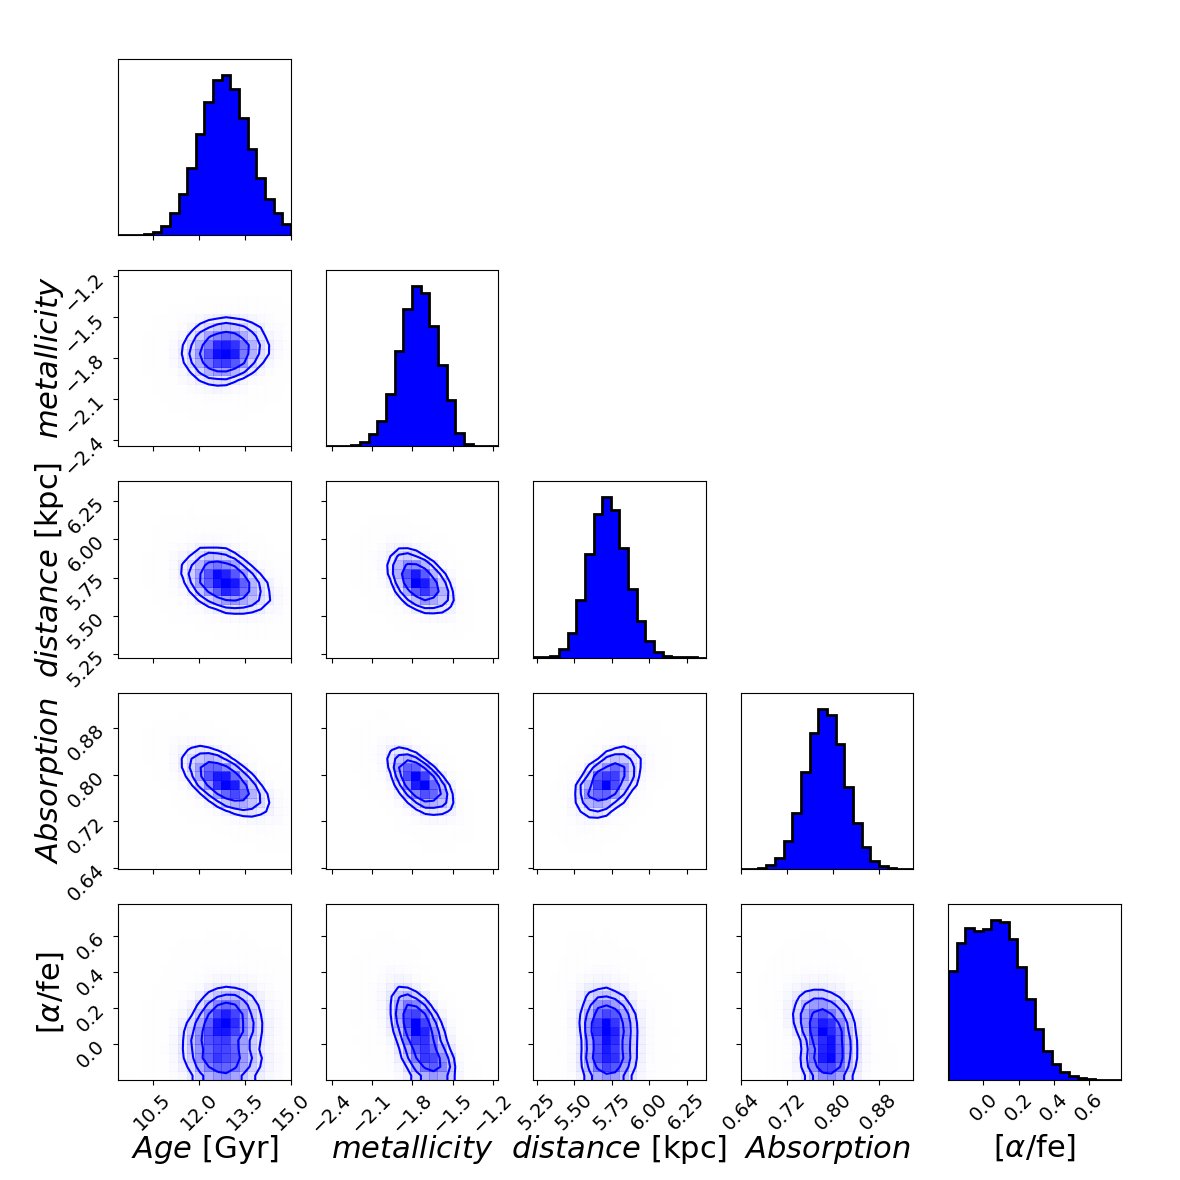 metallicity
−1.2
−1.5
−1.8
−2.1
−2.4
distance [kpc]
6.25
6.00
5.75
5.50
5.25
Absorption
0.88
0.80
0.72
0.64
[α/fe]
0.6
0.4
0.2
0.0
10.5 12.0 13.5 15.0
−2.4 −2.1 −1.8 −1.5 −1.2
5.25 5.50 5.75 6.00 6.25
0.64 0.72 0.80 0.88
0.0 0.2 0.4 0.6
Age [Gyr] metallicity distance [kpc] Absorption [α/fe]